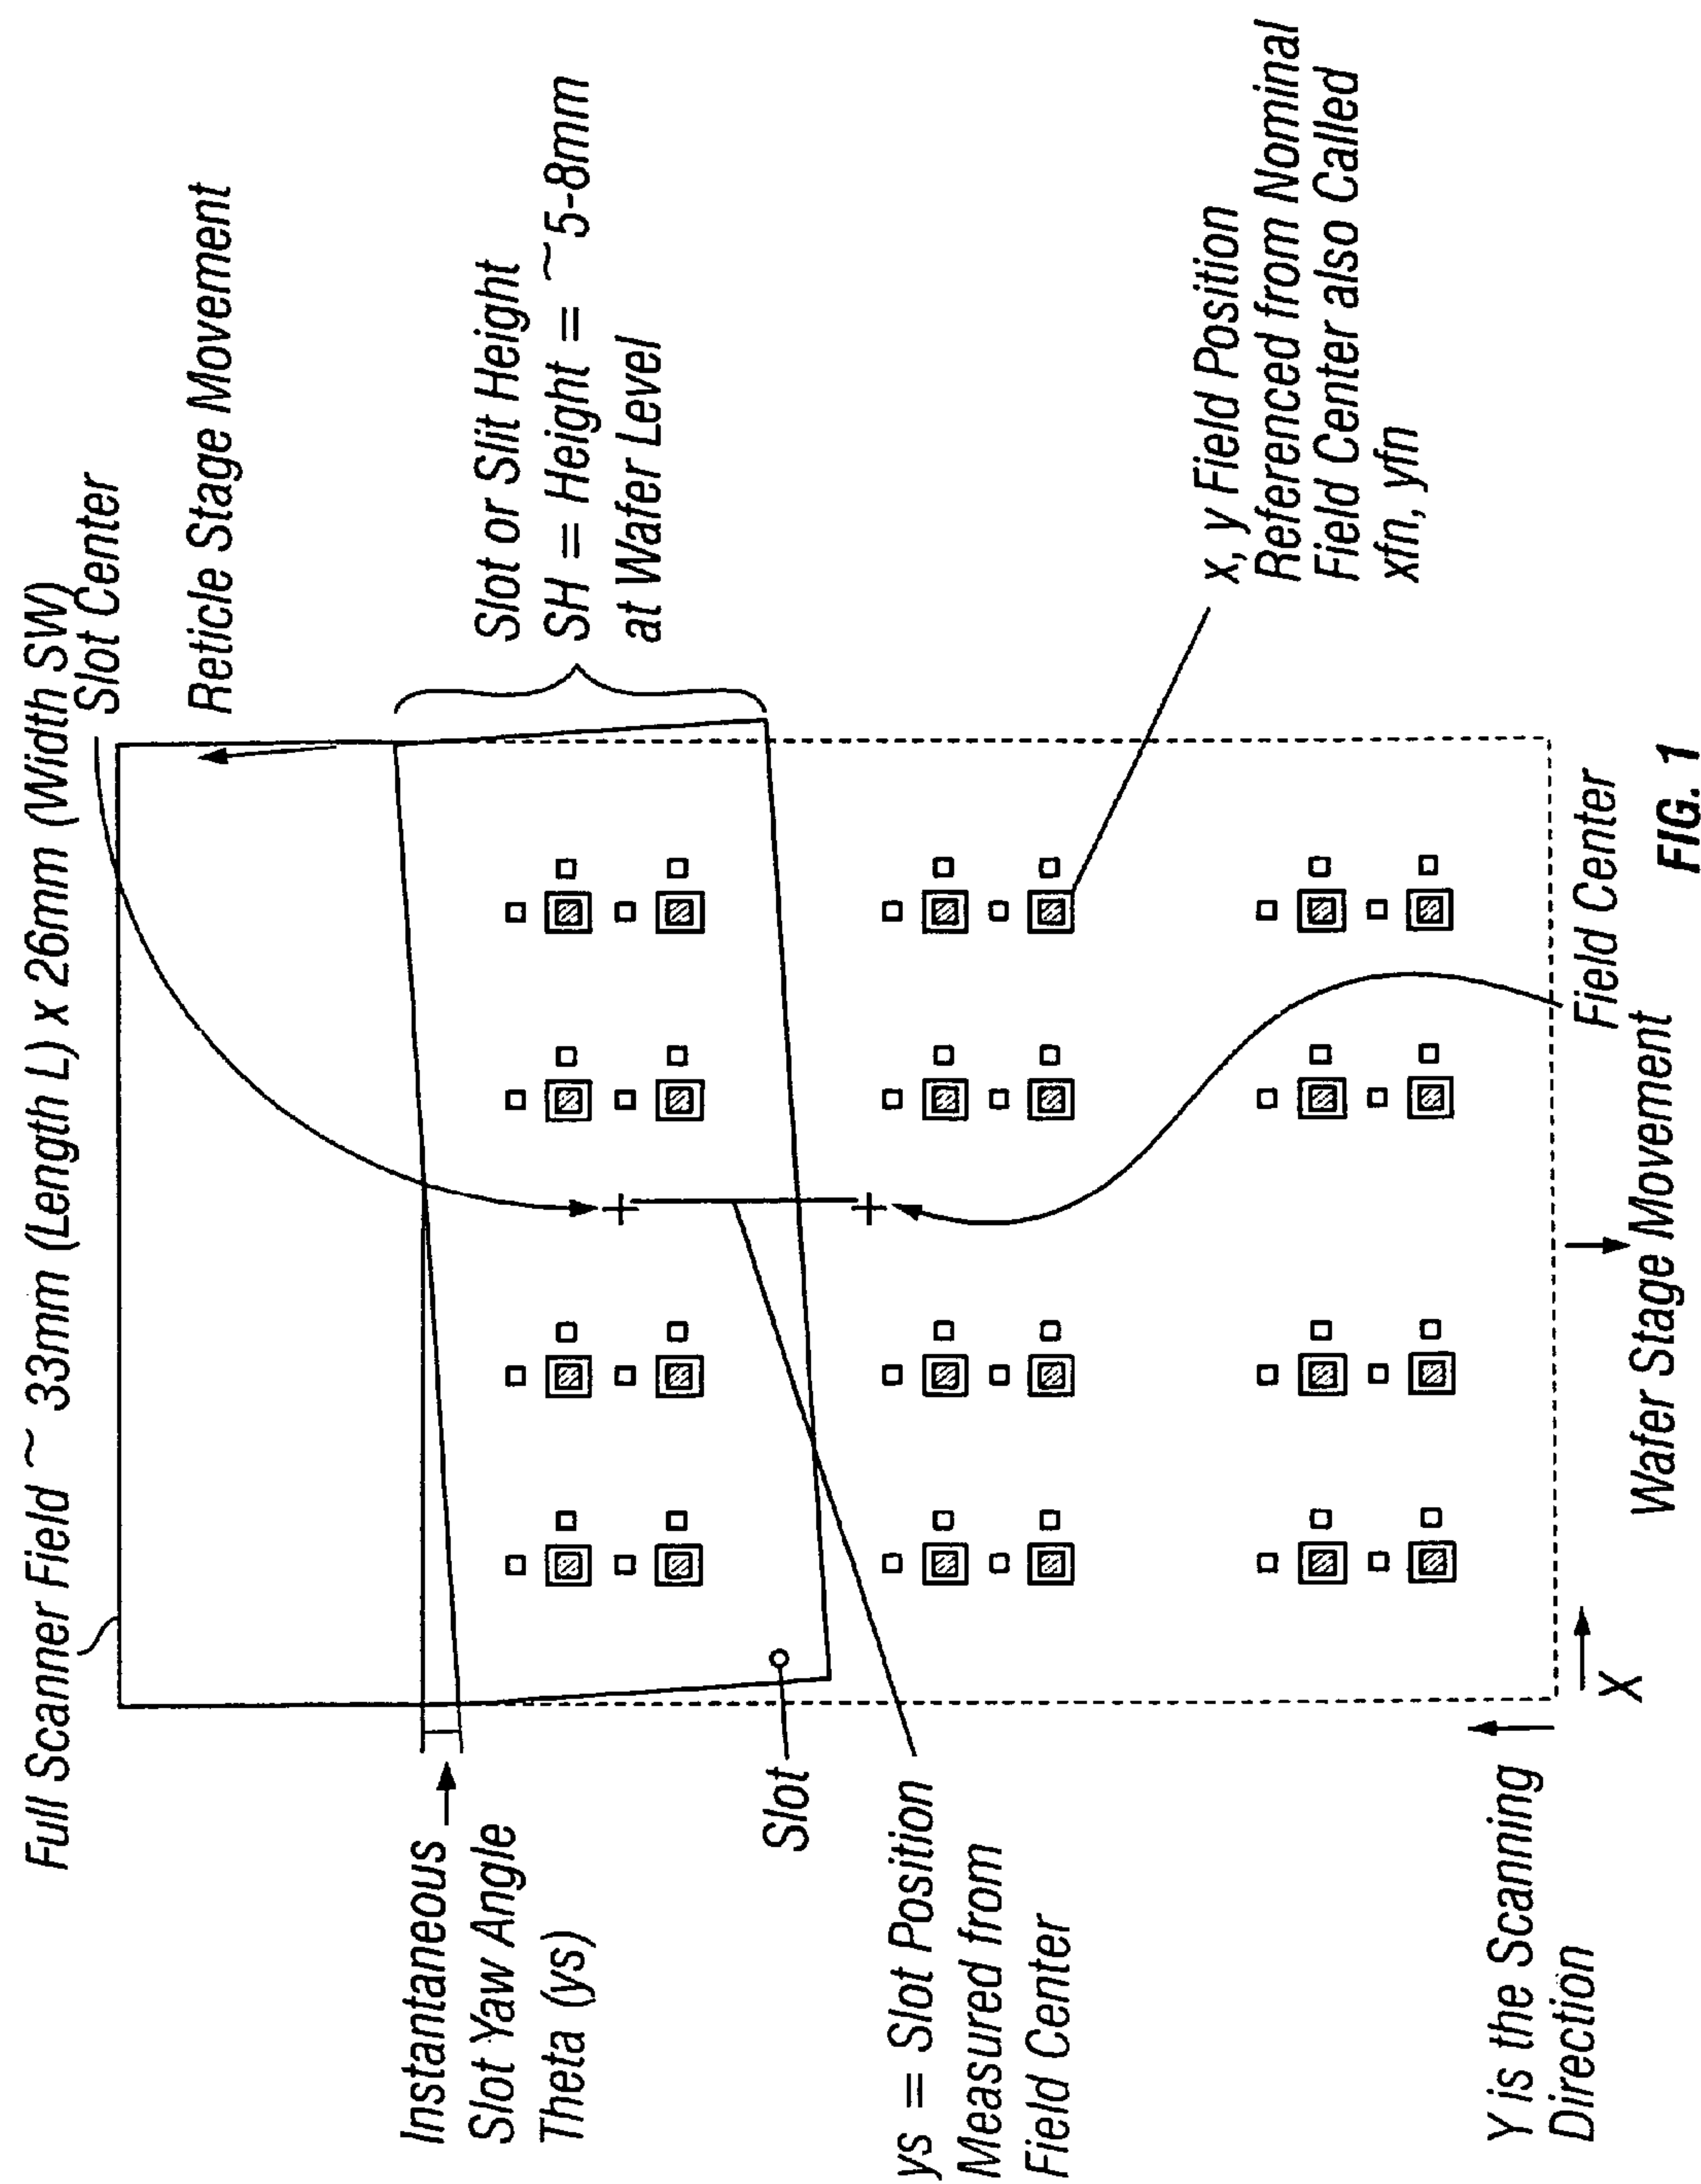 Full Scanner Field ~ 33mm (Length L) x 26mm (Width SW)
Slot Center
Reticle Stage Movement
Slot or Slit Height
SH = Height = ~5-8mm
at Wafer Level
x, y Field Position
Referenced from Nominal
Field Center also Called
xfn, yfn
Instantaneous
Slot Yaw Angle
Theta (ys)
Slot
ys = Slot Position
Measured from
Field Center
Y is the Scanning
Direction
X
Wafer Stage Movement
Field Center
FIG. 1